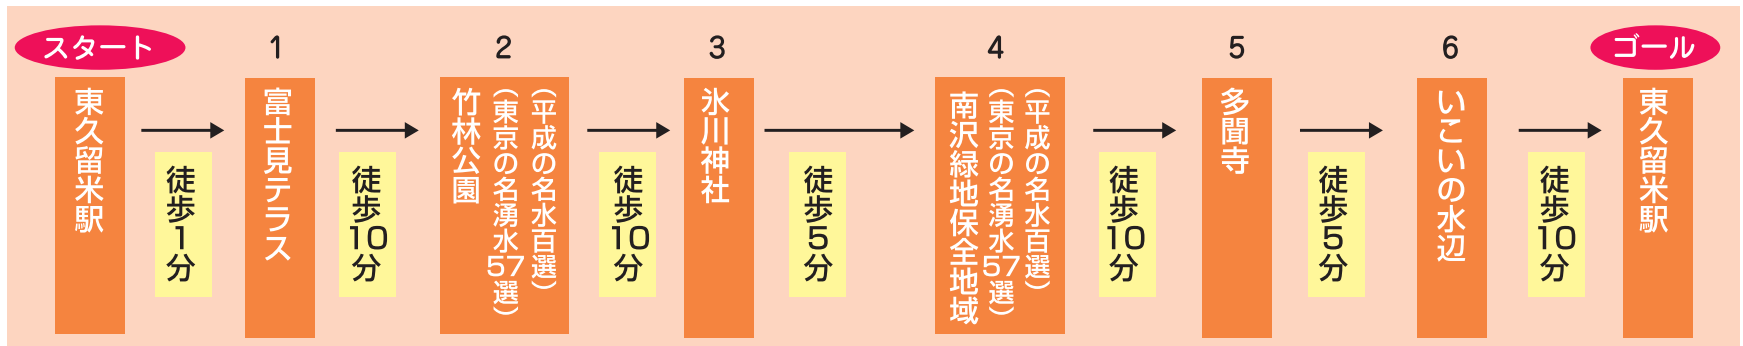 スタート
東久留米駅
徒歩1分
1
富士見テラス
徒歩10分
2
(平成の名水百選)
(東京の名湧水57選)
竹林公園
徒歩10分
3
氷川神社
徒歩5分
4
(平成の名水百選)
(東京の名湧水57選)
南沢緑地保全地域
徒歩10分
5
多聞寺
徒歩5分
6
いこいの水辺
徒歩10分
ゴール
東久留米駅